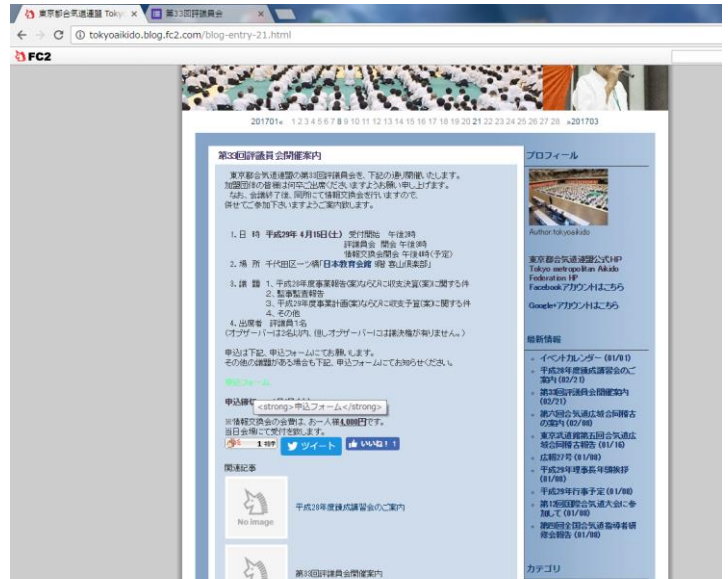 東京都合気道連盟 Toky
第33回評議員会
tokyoaikido.blog.fc2.com/blog-entry-21.html
FC2
201701« 1 2 3 4 5 6 7 8 9 10 11 12 13 14 15 16 17 18 19 20 21 22 23 24 25 26 27 28 »201703
第33回評議員会開催案内
東京都合気道連盟の第33回評議員会を、下記の通り開催いたします。
加盟団体の皆様は何卒ご出席くださいますようお願い申し上げます。
なお、会議終了後、同所にて情報交換会を行いますので、
併せてご参加下さいますようご案内致します。
1. 日 時 平成29年 4月15日(土) 受付開始 午後2時
評議員会 開会 午後3時
情報交換会開会 午後4時(予定)
2. 場 所 千代田区一ツ橋「日本教育会館 9階 喜山倶楽部」
3. 議 題 1、平成28年度事業報告(案)ならびに収支決算(案)に関する件
2、監事監査報告
3、平成29年度事業計画(案)ならびに収支予算(案)に関する件
4、その他
4. 出席者 評議員1名
(オブザーバーは2名以内、但しオブザーバーには議決権が有りません。)
申込は下記、申込フォームにてお願いします。
その他の議題がある場合も下記、申込フォームにてお知らせください。
申込フォーム
申込締切
<strong>申込フォーム</strong>
※情報交換会の会費は、お一人様4,000円です。
当日会場にて受付を致します。
1 拍手
ツイート
いいね! 1
関連記事
No image
平成28年度錬成講習会のご案内
第33回評議員会開催案内
プロフィール
Author:tokyoaikido
東京都合気道連盟公式HP
Tokyo metropolitan Aikido
Federation HP
Facebookアカウントはこちら
Google+アカウントはこちら
最新情報
イベントカレンダー (01/01)
平成28年度錬成講習会のご
案内 (02/21)
第33回評議員会開催案内
(02/21)
第六回合気道広域合同稽古
の案内 (02/08)
東京武道館第五回合気道広
域合同稽古報告 (01/16)
広報27号 (01/08)
平成29年理事長年頭挨拶
(01/08)
平成29年行事予定 (01/08)
第12回国際合気道大会に参
加して (01/08)
第四回全国合気道指導者研
修会報告 (01/08)
カテゴリ